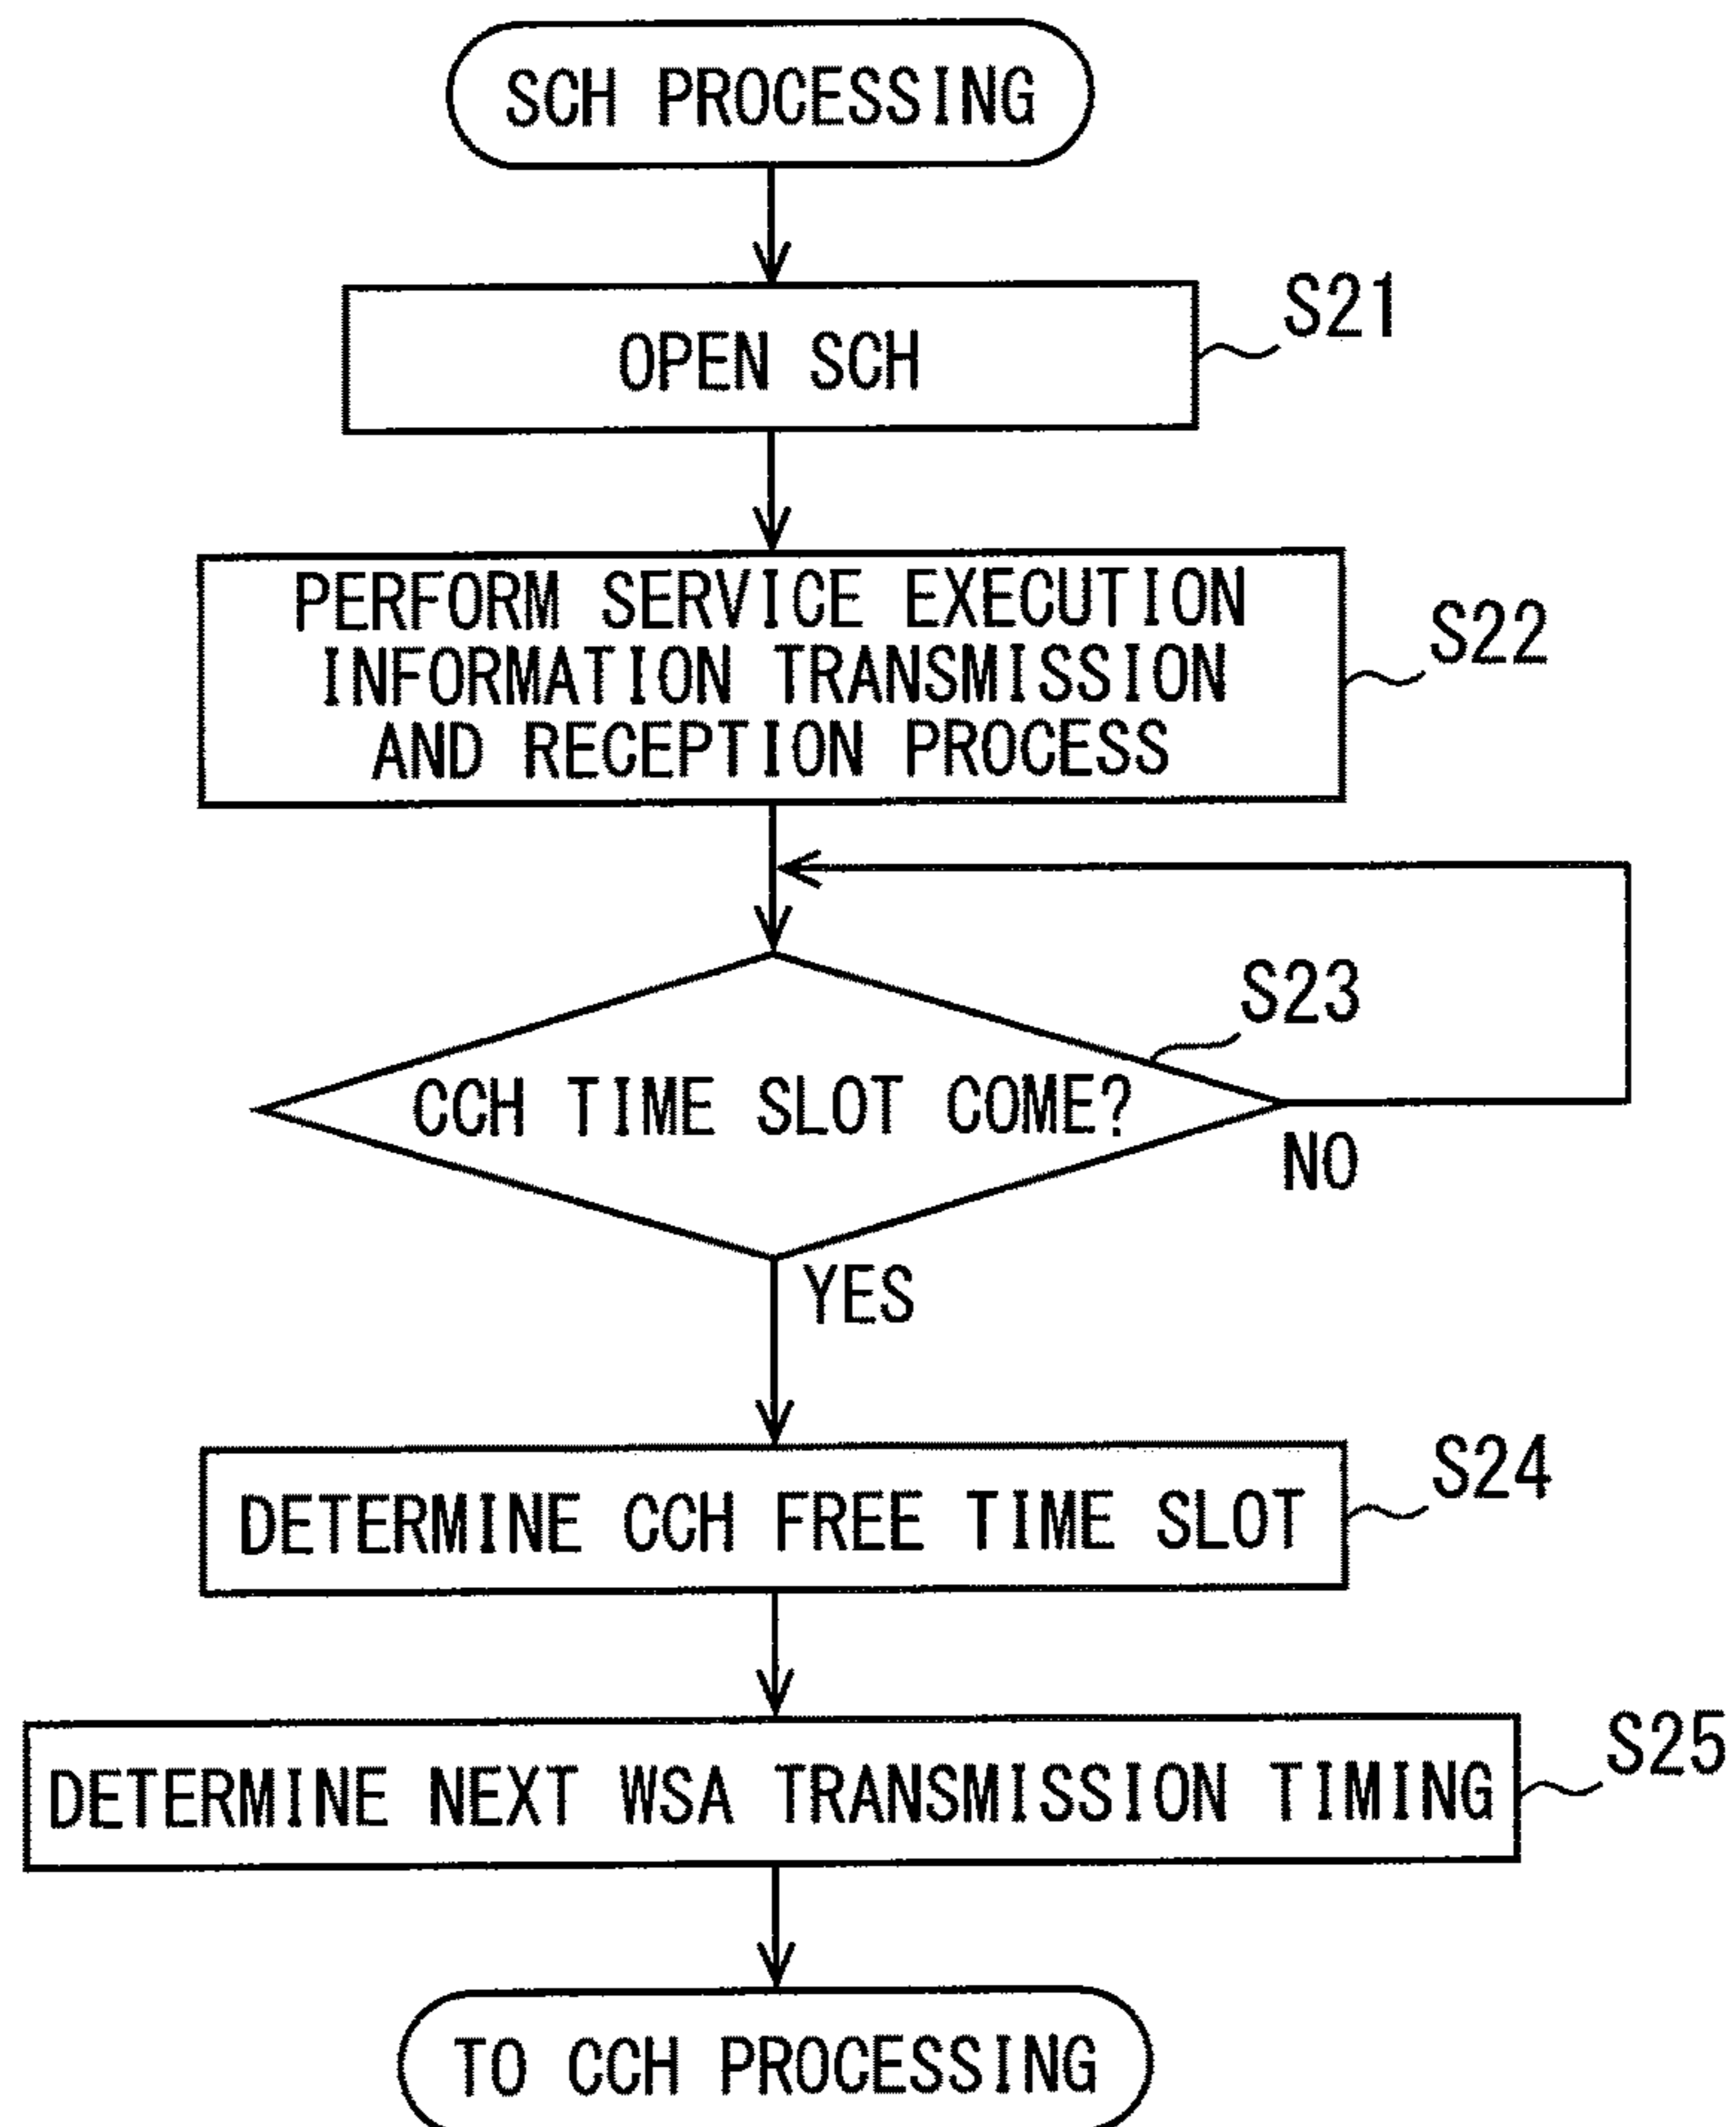 SCH PROCESSING
OPEN SCH
S21
PERFORM SERVICE EXECUTION
INFORMATION TRANSMISSION
AND RECEPTION PROCESS
S22
CCH TIME SLOT COME?
S23
NO
YES
DETERMINE CCH FREE TIME SLOT
S24
DETERMINE NEXT WSA TRANSMISSION TIMING
S25
TO CCH PROCESSING